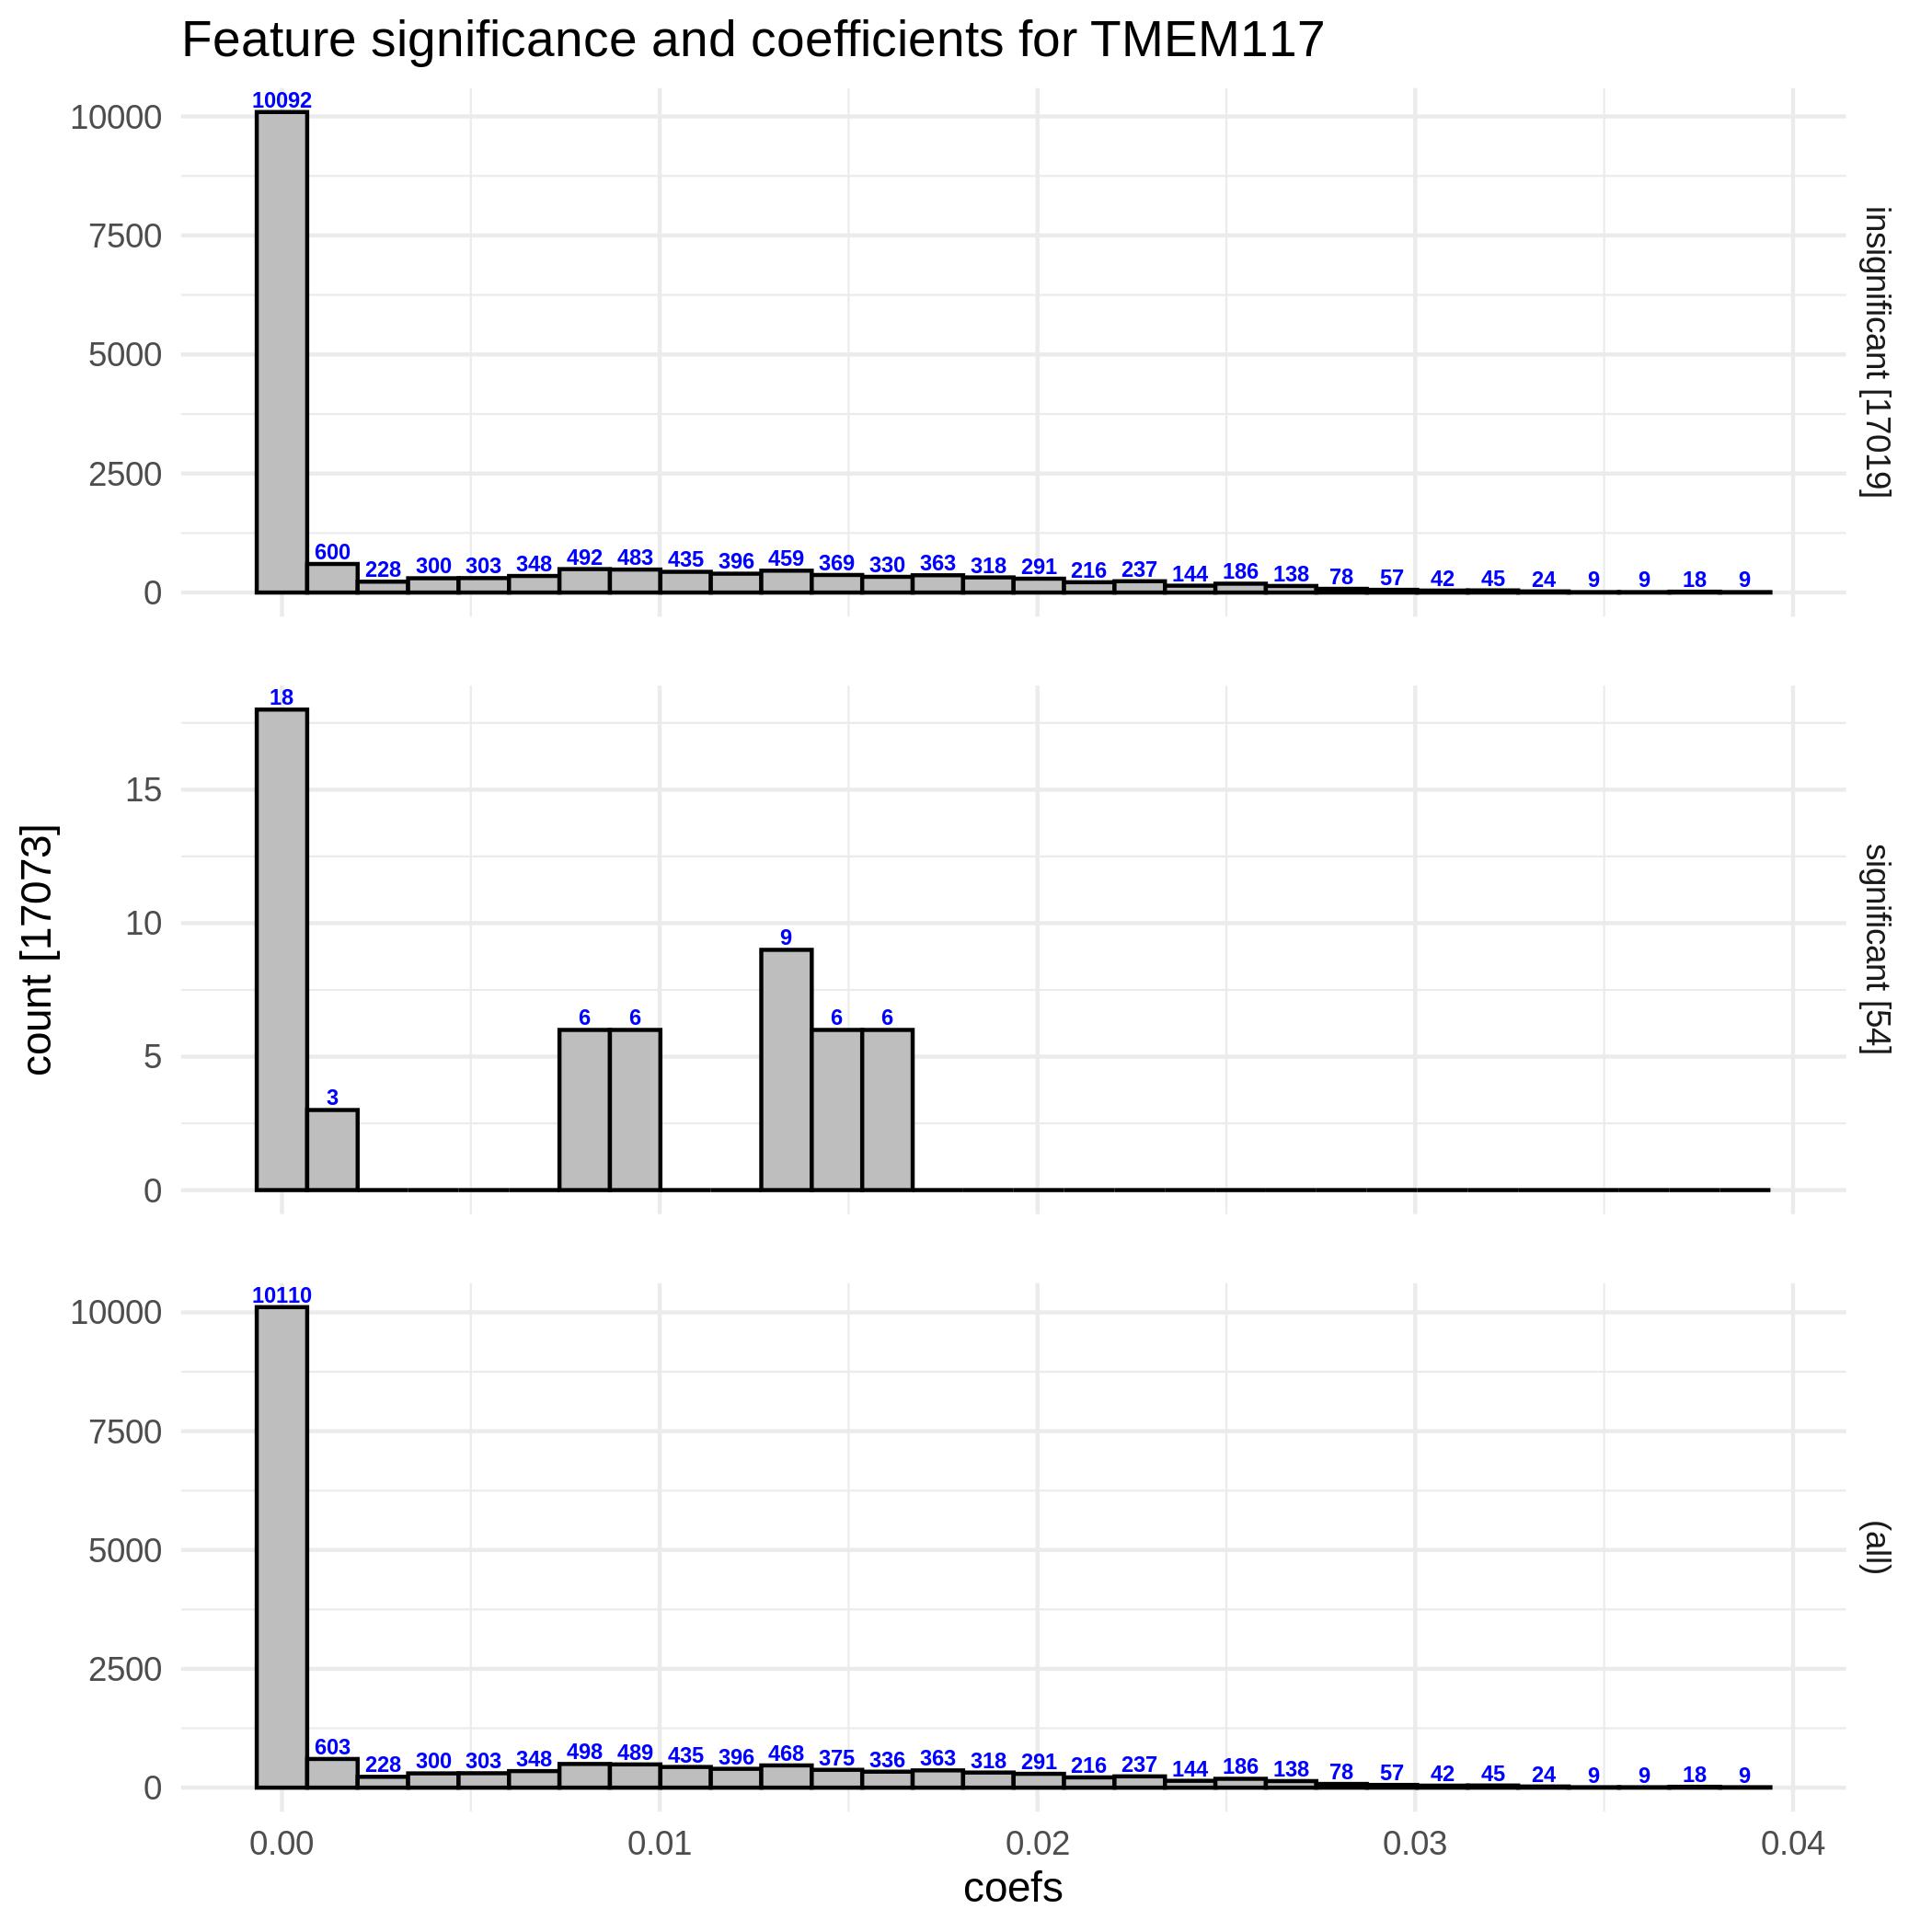 Feature significance and coefficients for TMEM117
10092
10000
7500
5000
2500
0
600 228 300 303 348 492 483 435 396 459 369 330 363 318 291 216 237 144 186 138 78 57 42 45 24 9 9 18 9
insignificant [17019]
count [17073]
18
15
10
5
0
3 6 6 9 6 6
significant [54]
10110
10000
7500
5000
2500
0
603 228 300 303 348 498 489 435 396 468 375 336 363 318 291 216 237 144 186 138 78 57 42 45 24 9 9 18 9
(all)
0.00 0.01 0.02 0.03 0.04
coefs